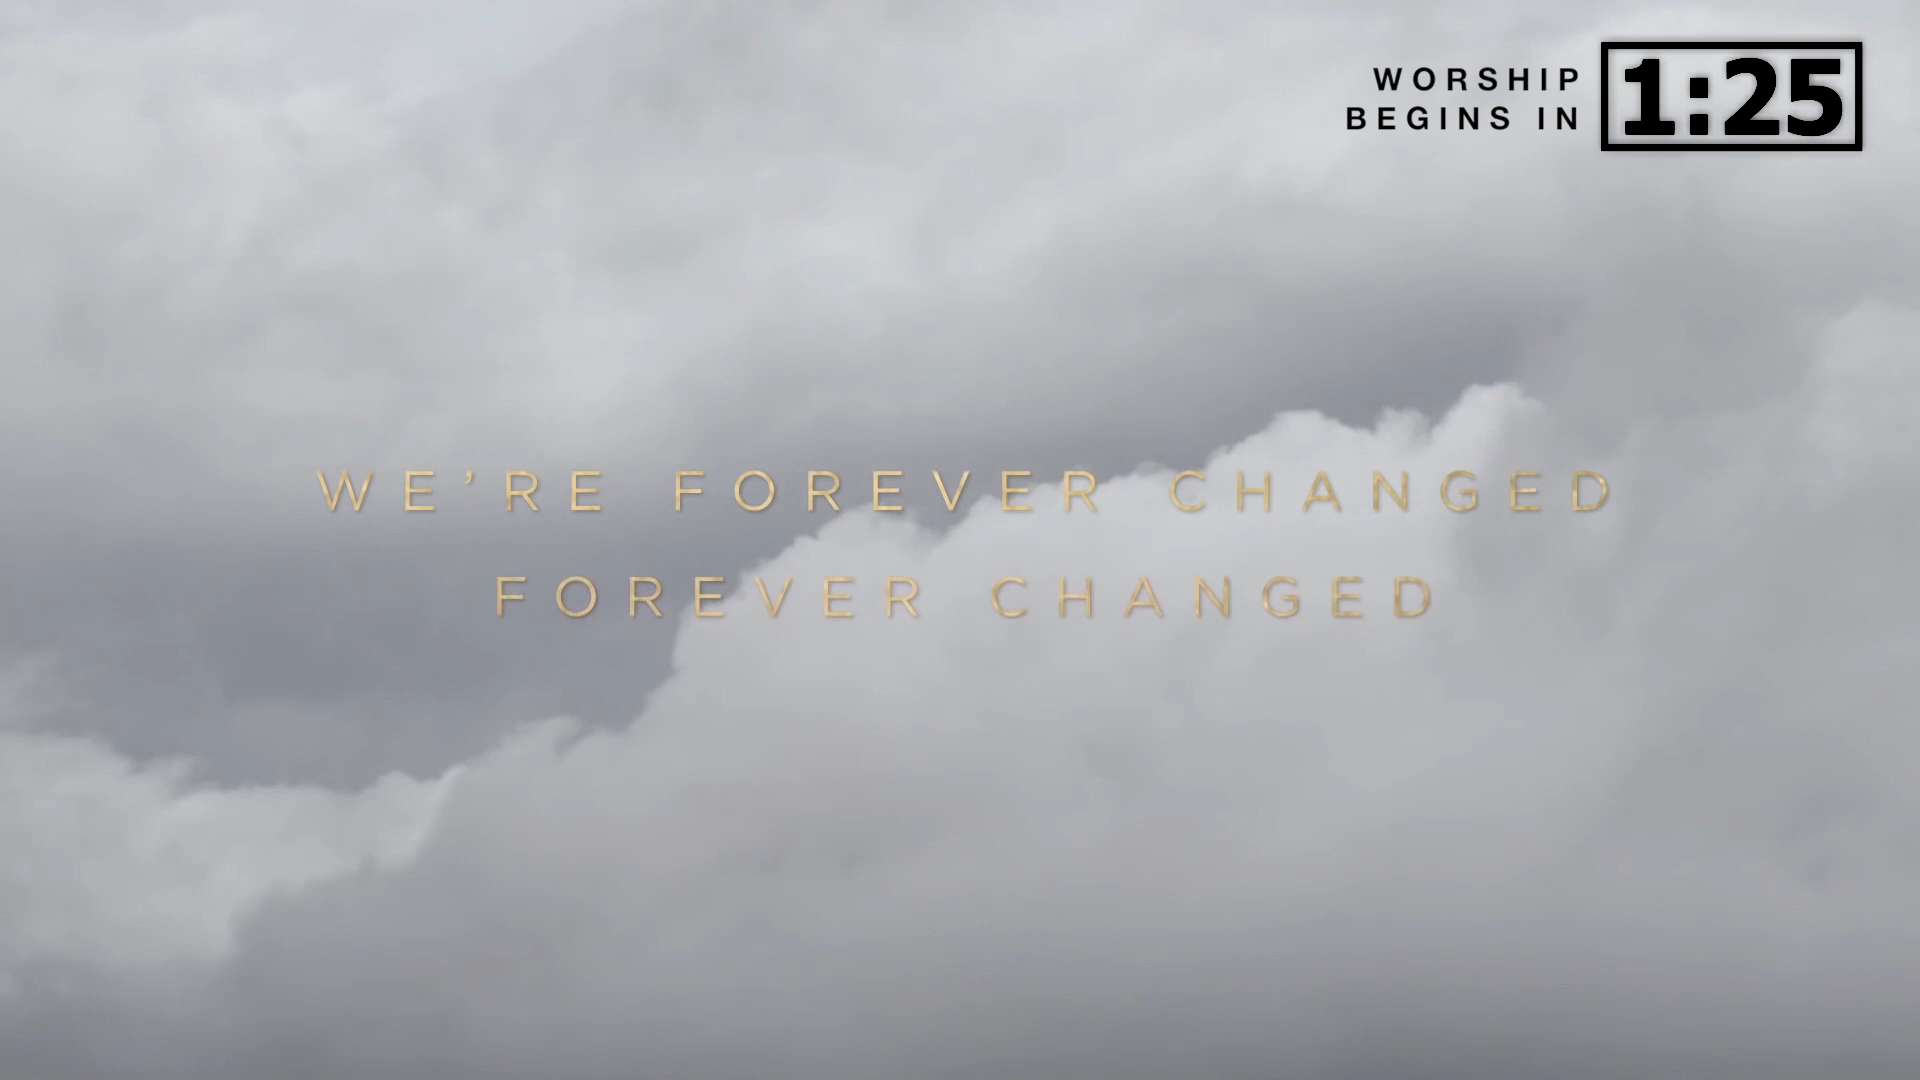 WORSHIP
BEGINS IN
1:25
WE’RE FOREVER CHANGED
FOREVER CHANGED